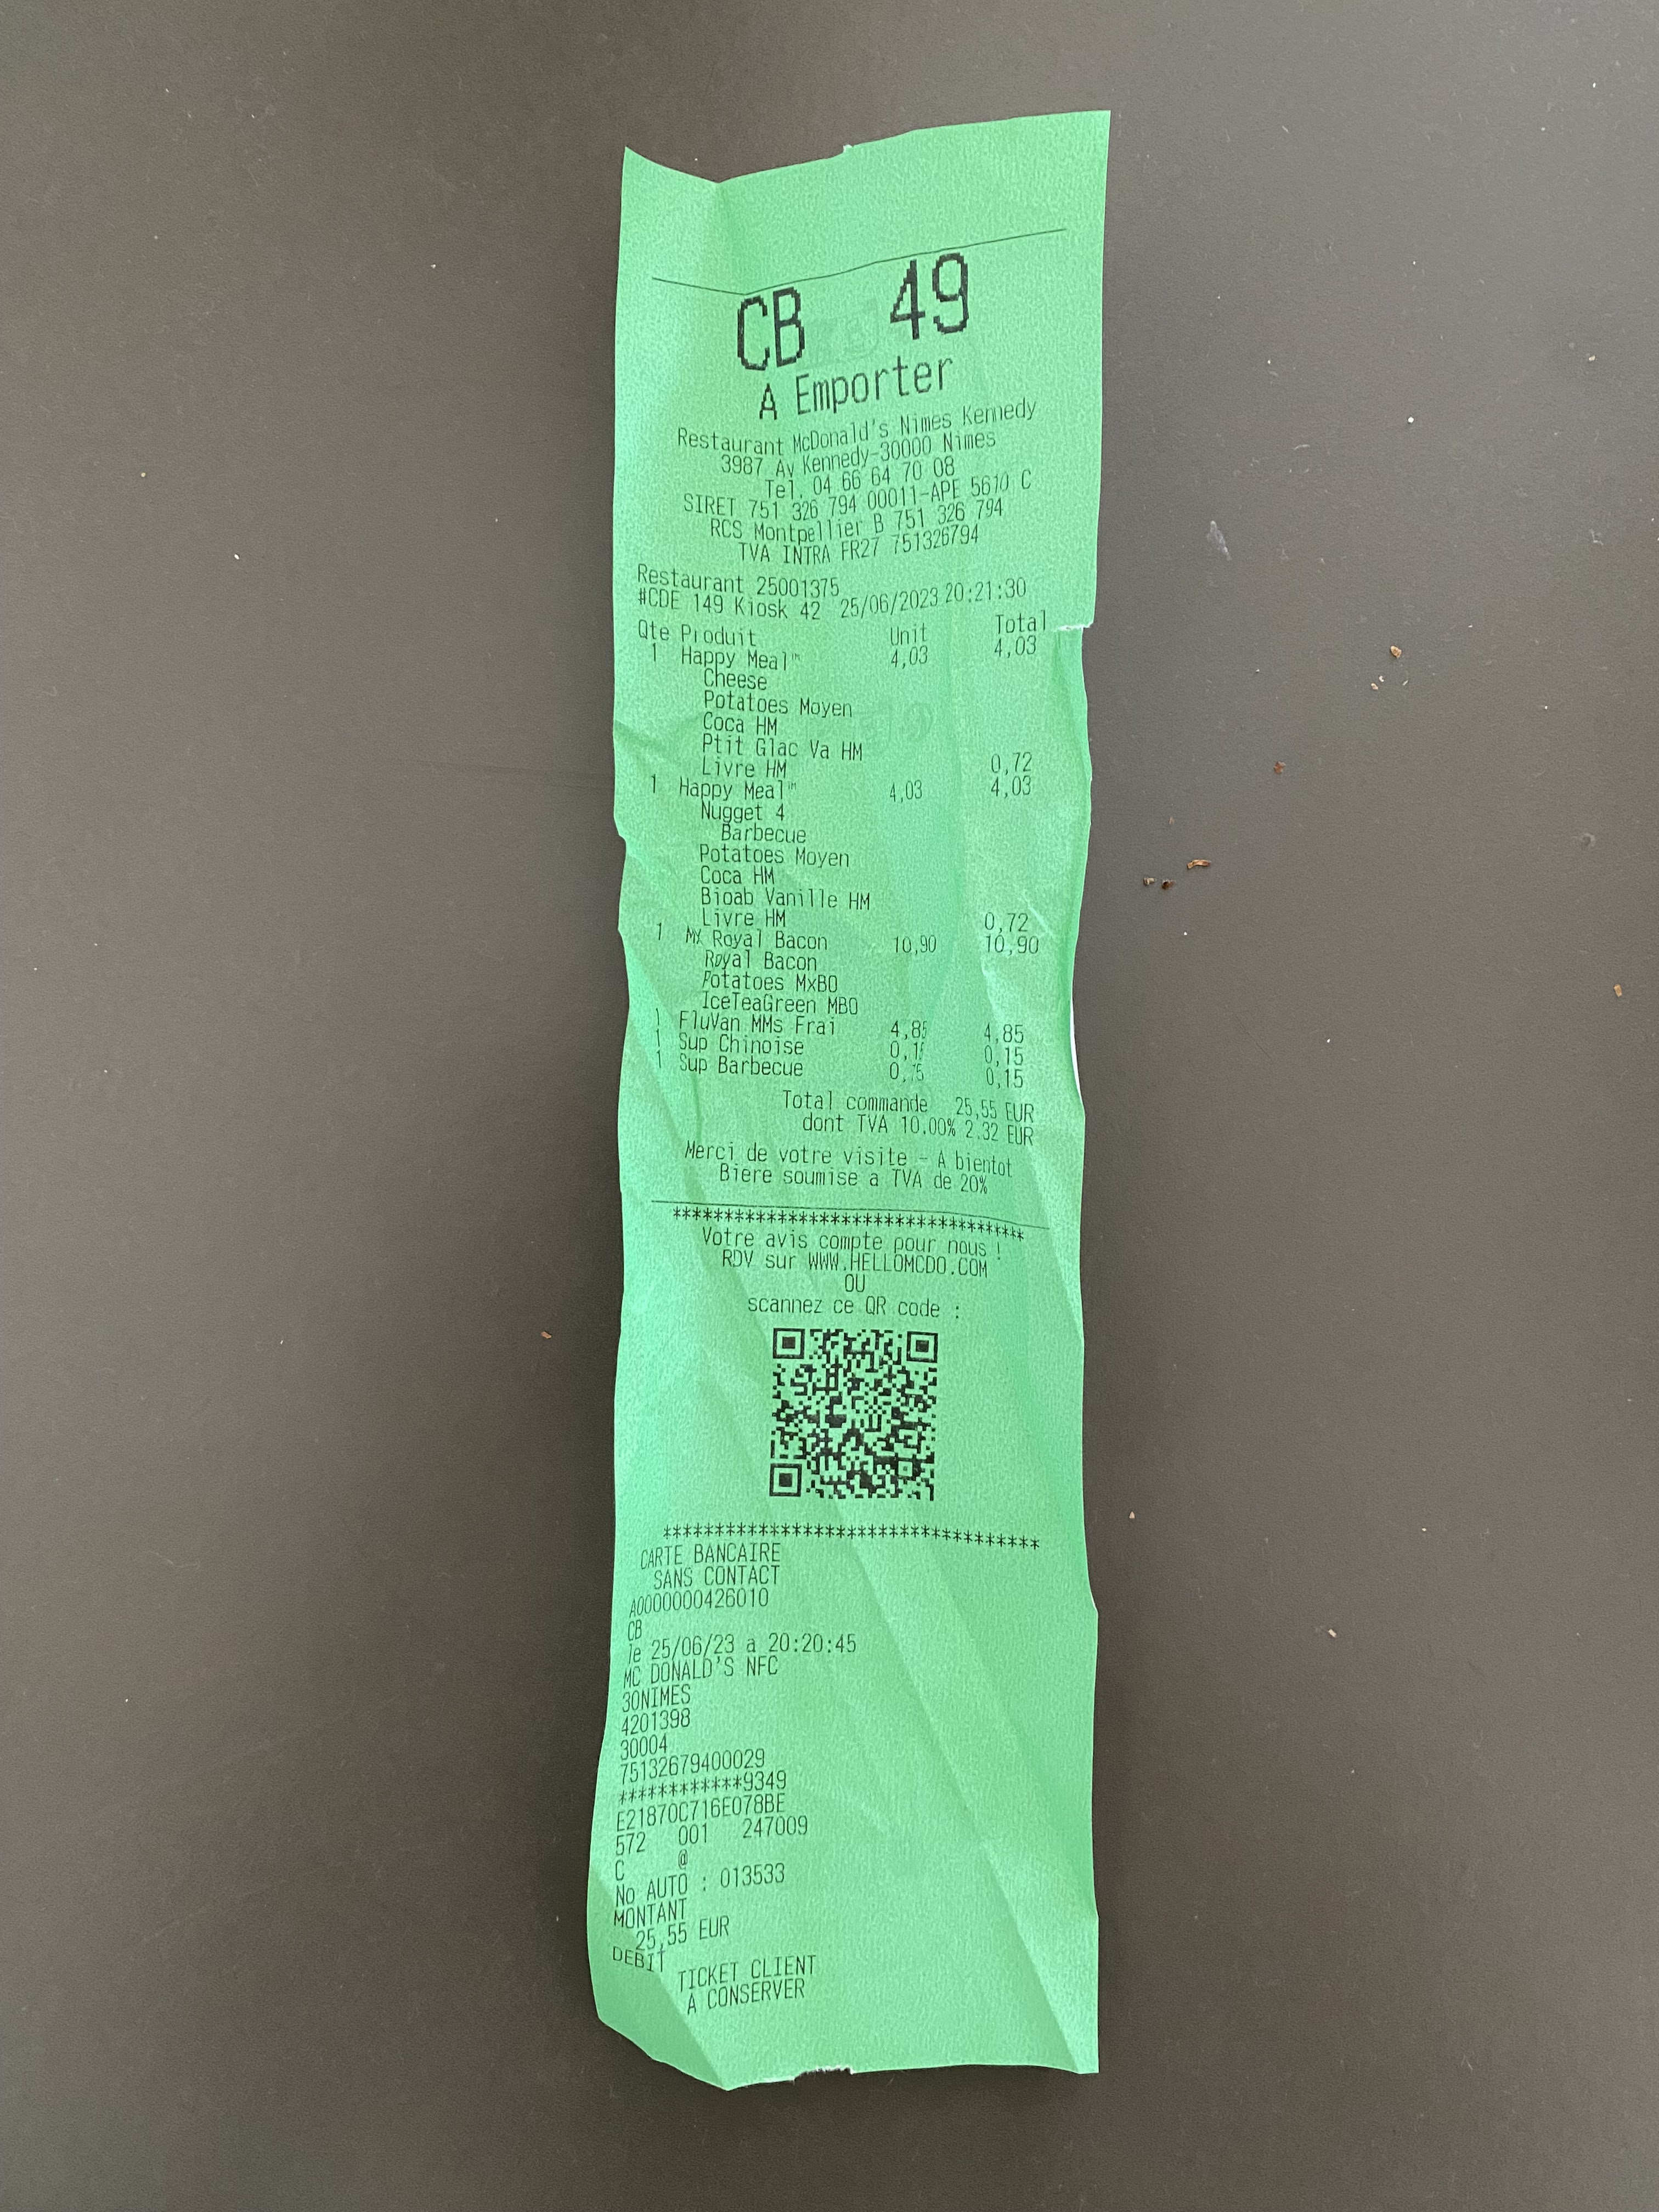 CB 49
A Emporter
Restaurant McDonald's Nimes Kennedy
3987 Av Kennedy-30000 Nimes
Tel. 04 66 64 70 08
SIRET 751 326 794 00011-APE 5610 C
RCS Montpellier B 751 326 794
TVA INTRA FR27 751326794
Restaurant 25001375
#CDE 149 Kiosk 42 25/06/2023 20:21:30
Qte Produit Unit Total
1 Happy Meal™ 4,03 4,03
Cheese
Potatoes Moyen
Coca HM
Ptit Glac Va HM
Livre HM 0,72
1 Happy Meal™ 4,03 4,03
Nugget 4
Barbecue
Potatoes Moyen
Coca HM
Bioab Vanille HM
Livre HM 0,72
1 Mx Royal Bacon 10,90 10,90
Royal Bacon
Potatoes MxBO
IceTeaGreen MBO
1 FluVan MMs Frai 4,85 4,85
1 Sup Chinoise 0,15 0,15
1 Sup Barbecue 0,15 0,15
Total commande 25,55 EUR
dont TVA 10.00% 2.32 EUR
Merci de votre visite - A bientot
Biere soumise a TVA de 20%
***********************************
Votre avis compte pour nous !
RDV sur WWW.HELLOMCDO.COM
OU
scannez ce QR code :
***********************************
CARTE BANCAIRE
SANS CONTACT
A0000000426010
CB
le 25/06/23 a 20:20:45
MC DONALD'S NFC
30NIMES
4201398
30004
75132679400029
************9349
E21870C716E078BE
572 001 247009
C @
No AUTO : 013533
MONTANT
25,55 EUR
DEBIT
TICKET CLIENT
A CONSERVER